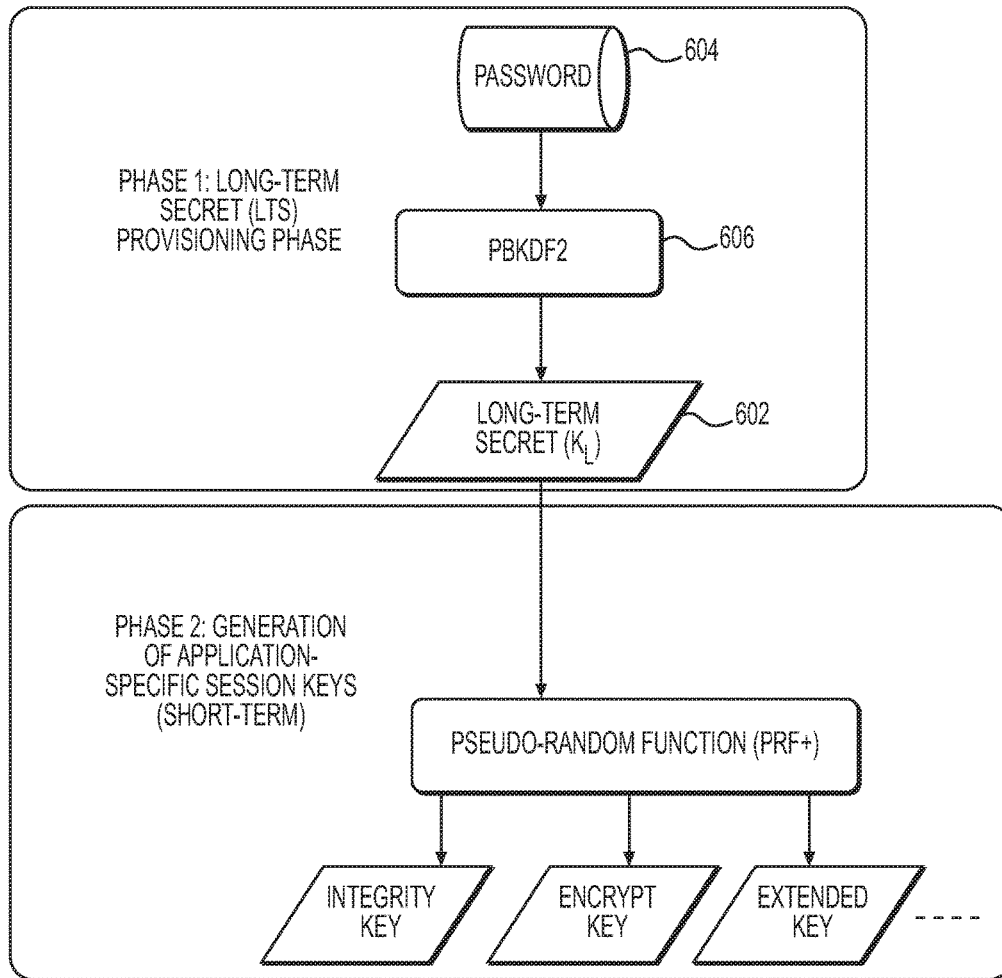 PASSWORD
604
PHASE 1: LONG-TERM
SECRET (LTS)
PROVISIONING PHASE
PBKDF2
606
LONG-TERM
SECRET (K_L)
602
PHASE 2: GENERATION
OF APPLICATION-
SPECIFIC SESSION KEYS
(SHORT-TERM)
PSEUDO-RANDOM FUNCTION (PRF+)
INTEGRITY
KEY
ENCRYPT
KEY
EXTENDED
KEY